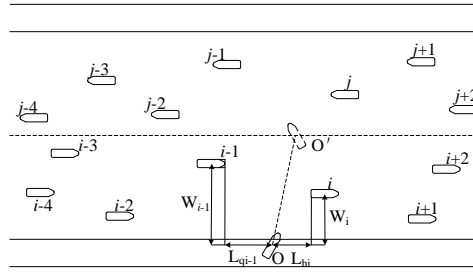 j-1
j+1
j-3
j
j-4
j-2
j+2
O′
i-3
i-1
i+2
i-4
i-2
i
i+1
W_{i-1}
W_i
L_{qi-1}
O
L_{hi}